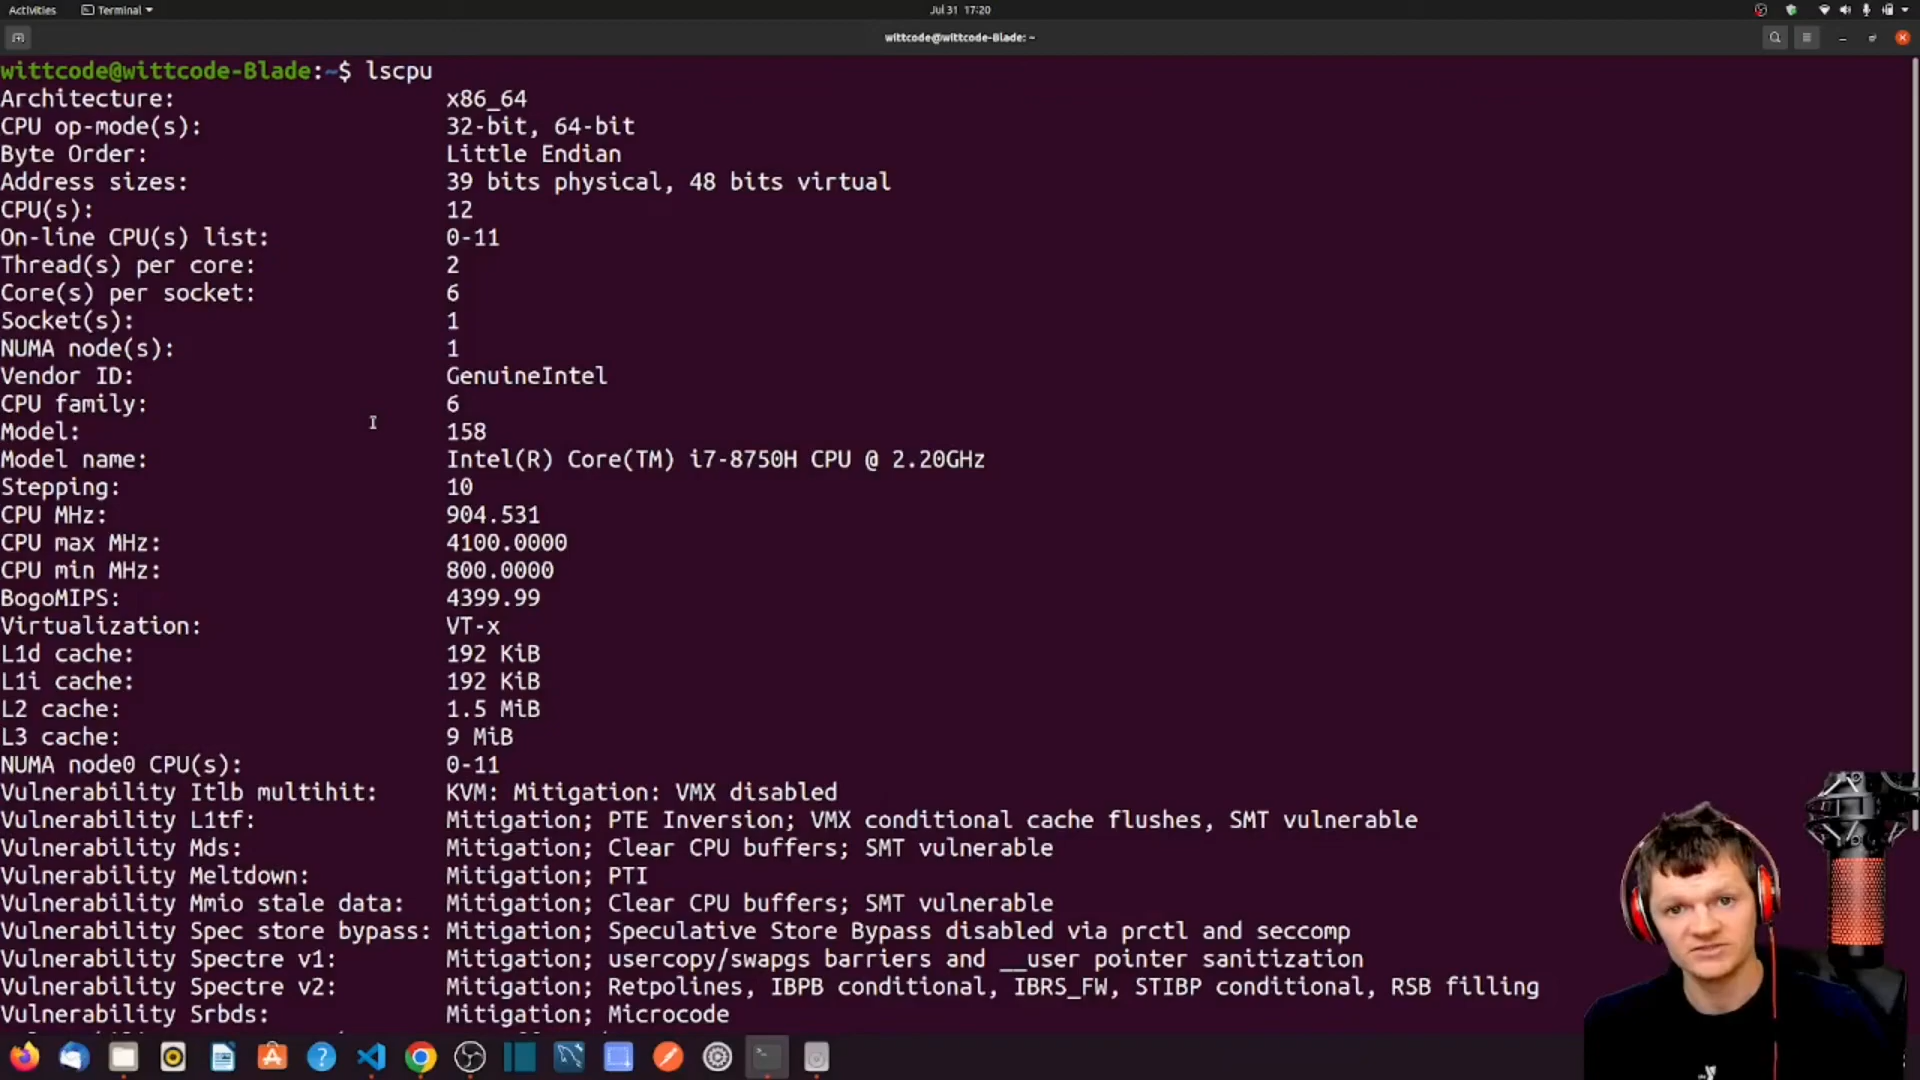 Activities
Terminal
Jul 31 17:20
wittcode@wittcode-Blade: ~
wittcode@wittcode-Blade:~$ lscpu
Architecture: x86_64
CPU op-mode(s): 32-bit, 64-bit
Byte Order: Little Endian
Address sizes: 39 bits physical, 48 bits virtual
CPU(s): 12
On-line CPU(s) list: 0-11
Thread(s) per core: 2
Core(s) per socket: 6
Socket(s): 1
NUMA node(s): 1
Vendor ID: GenuineIntel
CPU family: 6
Model: 158
Model name: Intel(R) Core(TM) i7-8750H CPU @ 2.20GHz
Stepping: 10
CPU MHz: 904.531
CPU max MHz: 4100.0000
CPU min MHz: 800.0000
BogoMIPS: 4399.99
Virtualization: VT-x
L1d cache: 192 KiB
L1i cache: 192 KiB
L2 cache: 1.5 MiB
L3 cache: 9 MiB
NUMA node0 CPU(s): 0-11
Vulnerability Itlb multihit: KVM: Mitigation: VMX disabled
Vulnerability L1tf: Mitigation; PTE Inversion; VMX conditional cache flushes, SMT vulnerable
Vulnerability Mds: Mitigation; Clear CPU buffers; SMT vulnerable
Vulnerability Meltdown: Mitigation; PTI
Vulnerability Mmio stale data: Mitigation; Clear CPU buffers; SMT vulnerable
Vulnerability Spec store bypass: Mitigation; Speculative Store Bypass disabled via prctl and seccomp
Vulnerability Spectre v1: Mitigation; usercopy/swapgs barriers and __user pointer sanitization
Vulnerability Spectre v2: Mitigation; Retpolines, IBPB conditional, IBRS_FW, STIBP conditional, RSB filling
Vulnerability Srbds: Mitigation; Microcode